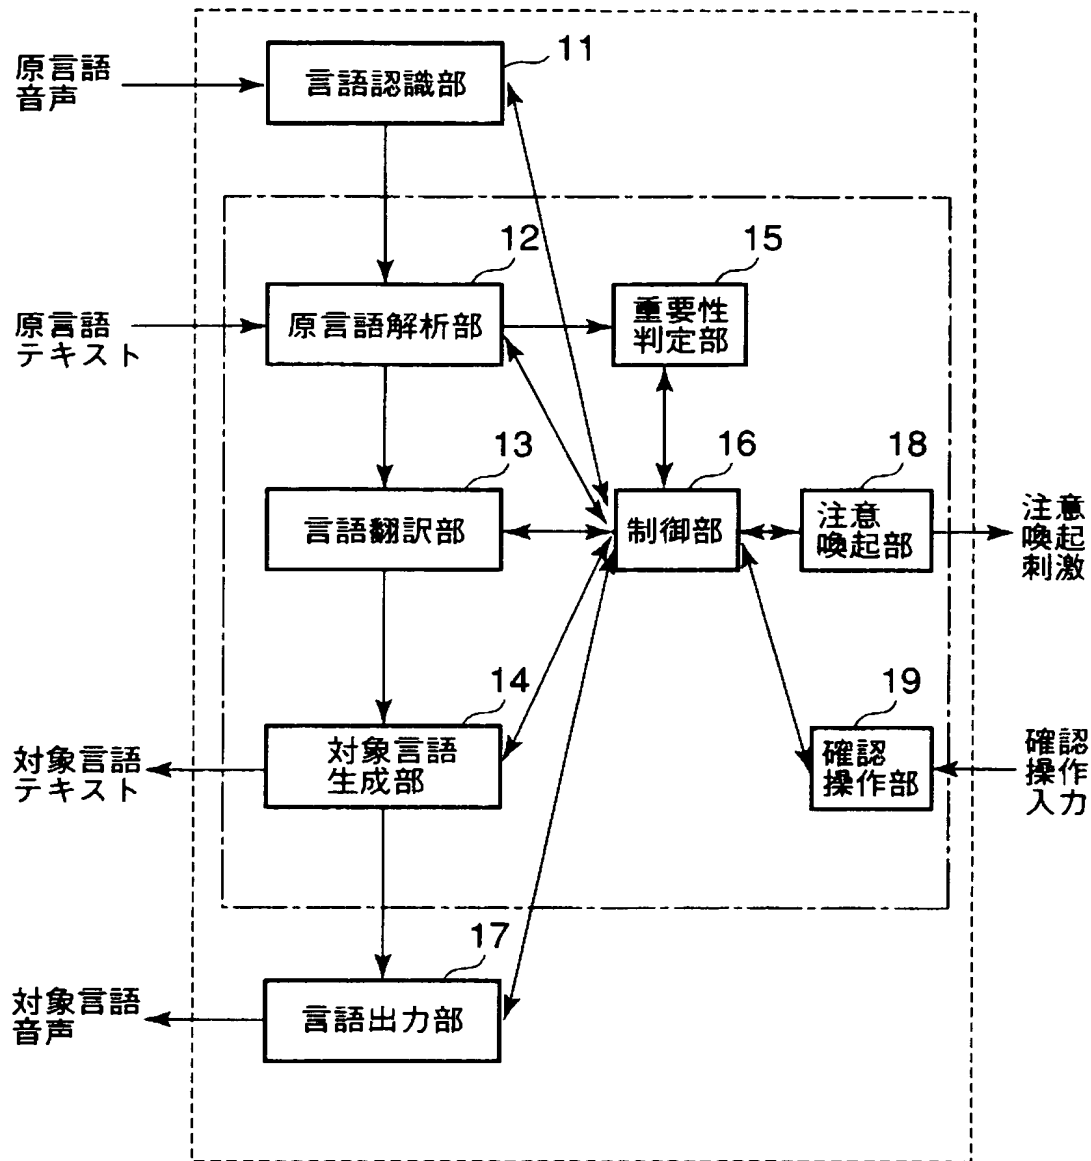 原言語
音声
11
言語認識部
12
15
原言語
テキスト
原言語解析部
重要性
判定部
13
16
18
言語翻訳部
制御部
注意
喚起部
注意
喚起
刺激
14
19
対象言語
テキスト
対象言語
生成部
確認
操作部
確認
操作
入力
17
対象言語
音声
言語出力部